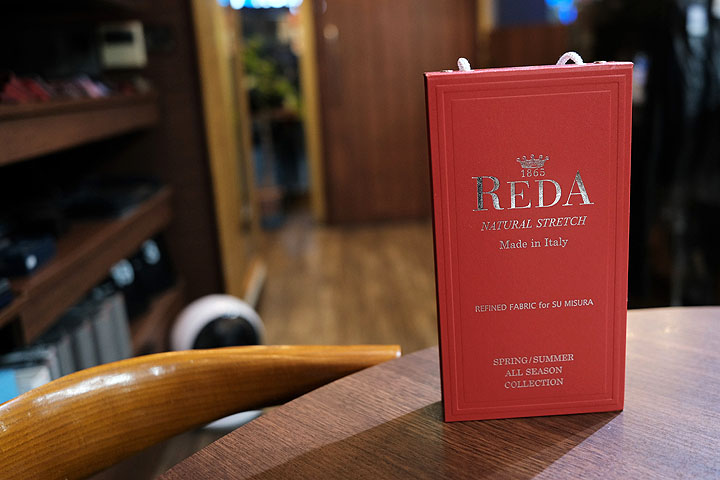 1865
REDA
NATURAL STRETCH
Made in Italy
REFINED FABRIC for SU MISURA
SPRING/SUMMER
ALL SEASON
COLLECTION